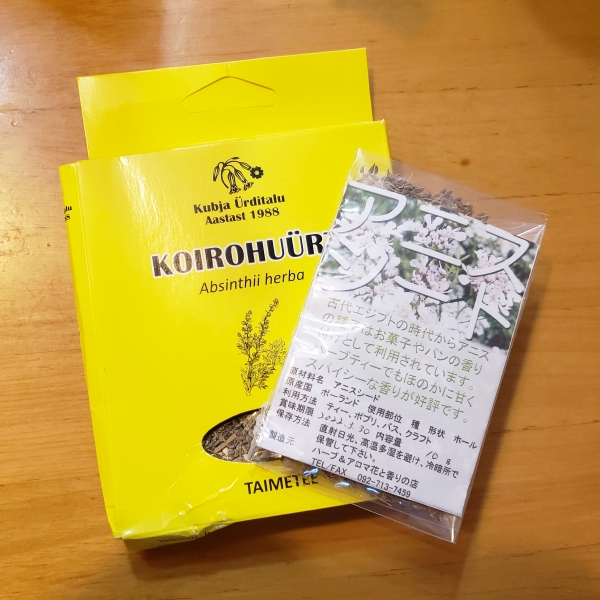 Kubja Ürditalu
Aastast 1988
KOIROHUÜR
Absinthii herba
TAIMETEE
88
アニス
シード
古代エジプトの時代からアニス
の種子はお菓子やパンの香り
付けとして利用されています。
ハーブティーでもほのかに甘く
スパイシーな香りが好評です。
原材料名 アニスシード
原産国 ポーランド 使用部位 種 形状 ホール
利用方法 ティー、ポプリ、バス、クラフト
賞味期限 2022.3.30 内容量 10g
保存方法 直射日光、高温多湿を避け、冷暗所で
保管して下さい。
製造元 ハーブ&アロマ花と香りの店
TEL/FAX 092-713-7459